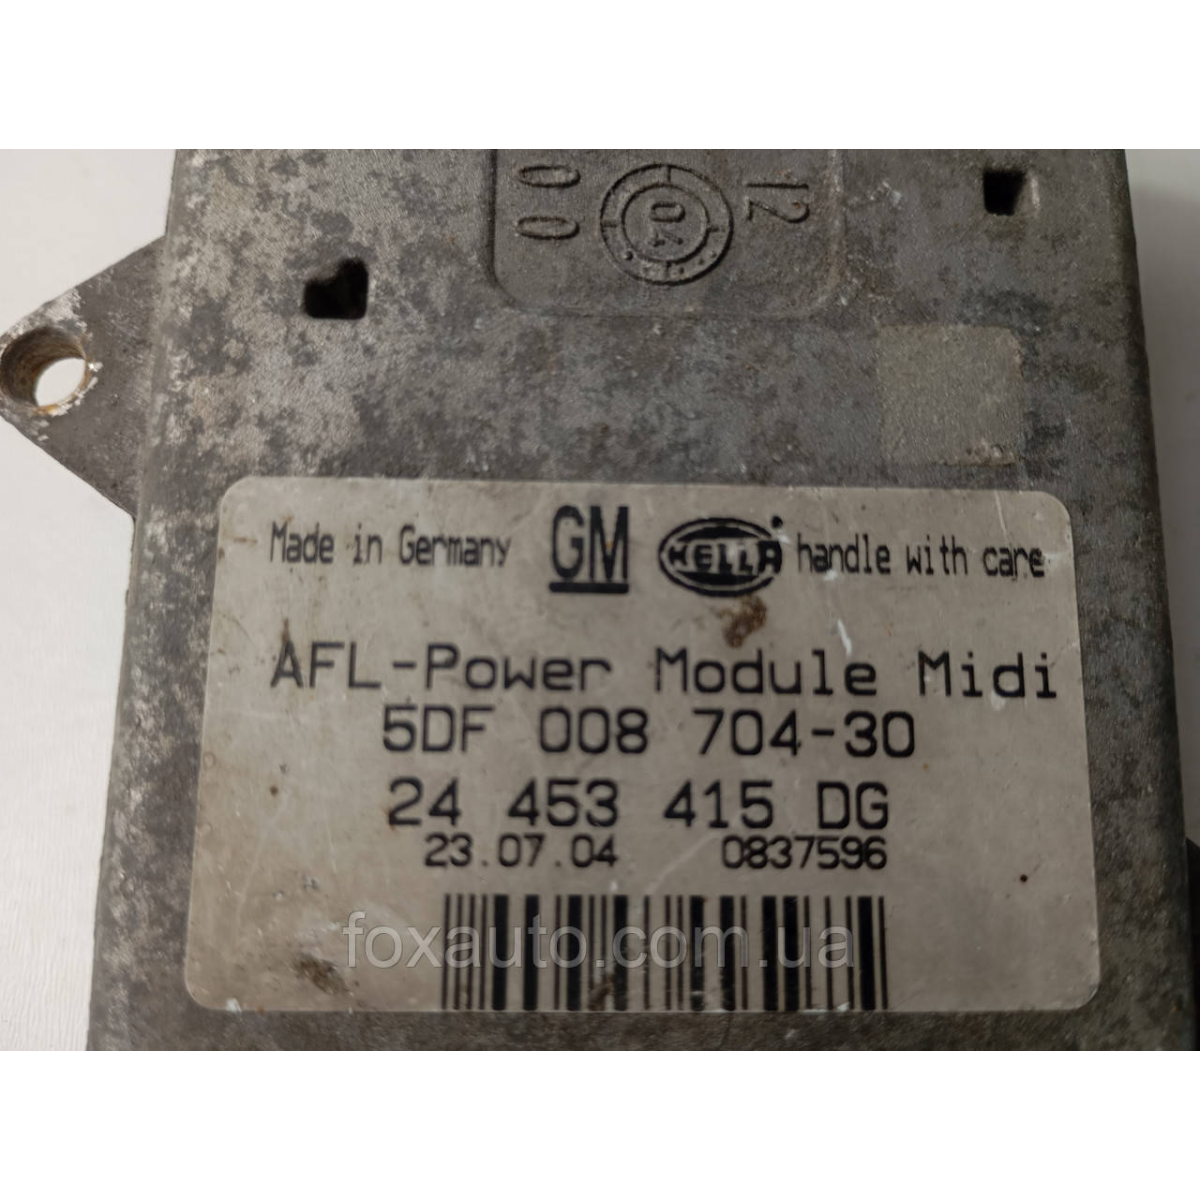 00 04 12
Made in Germany GM HELLA handle with care
AFL-Power Module Midi
5DF 008 704-30
24 453 415 DG
23.07.04 0837596
foxauto.com.ua